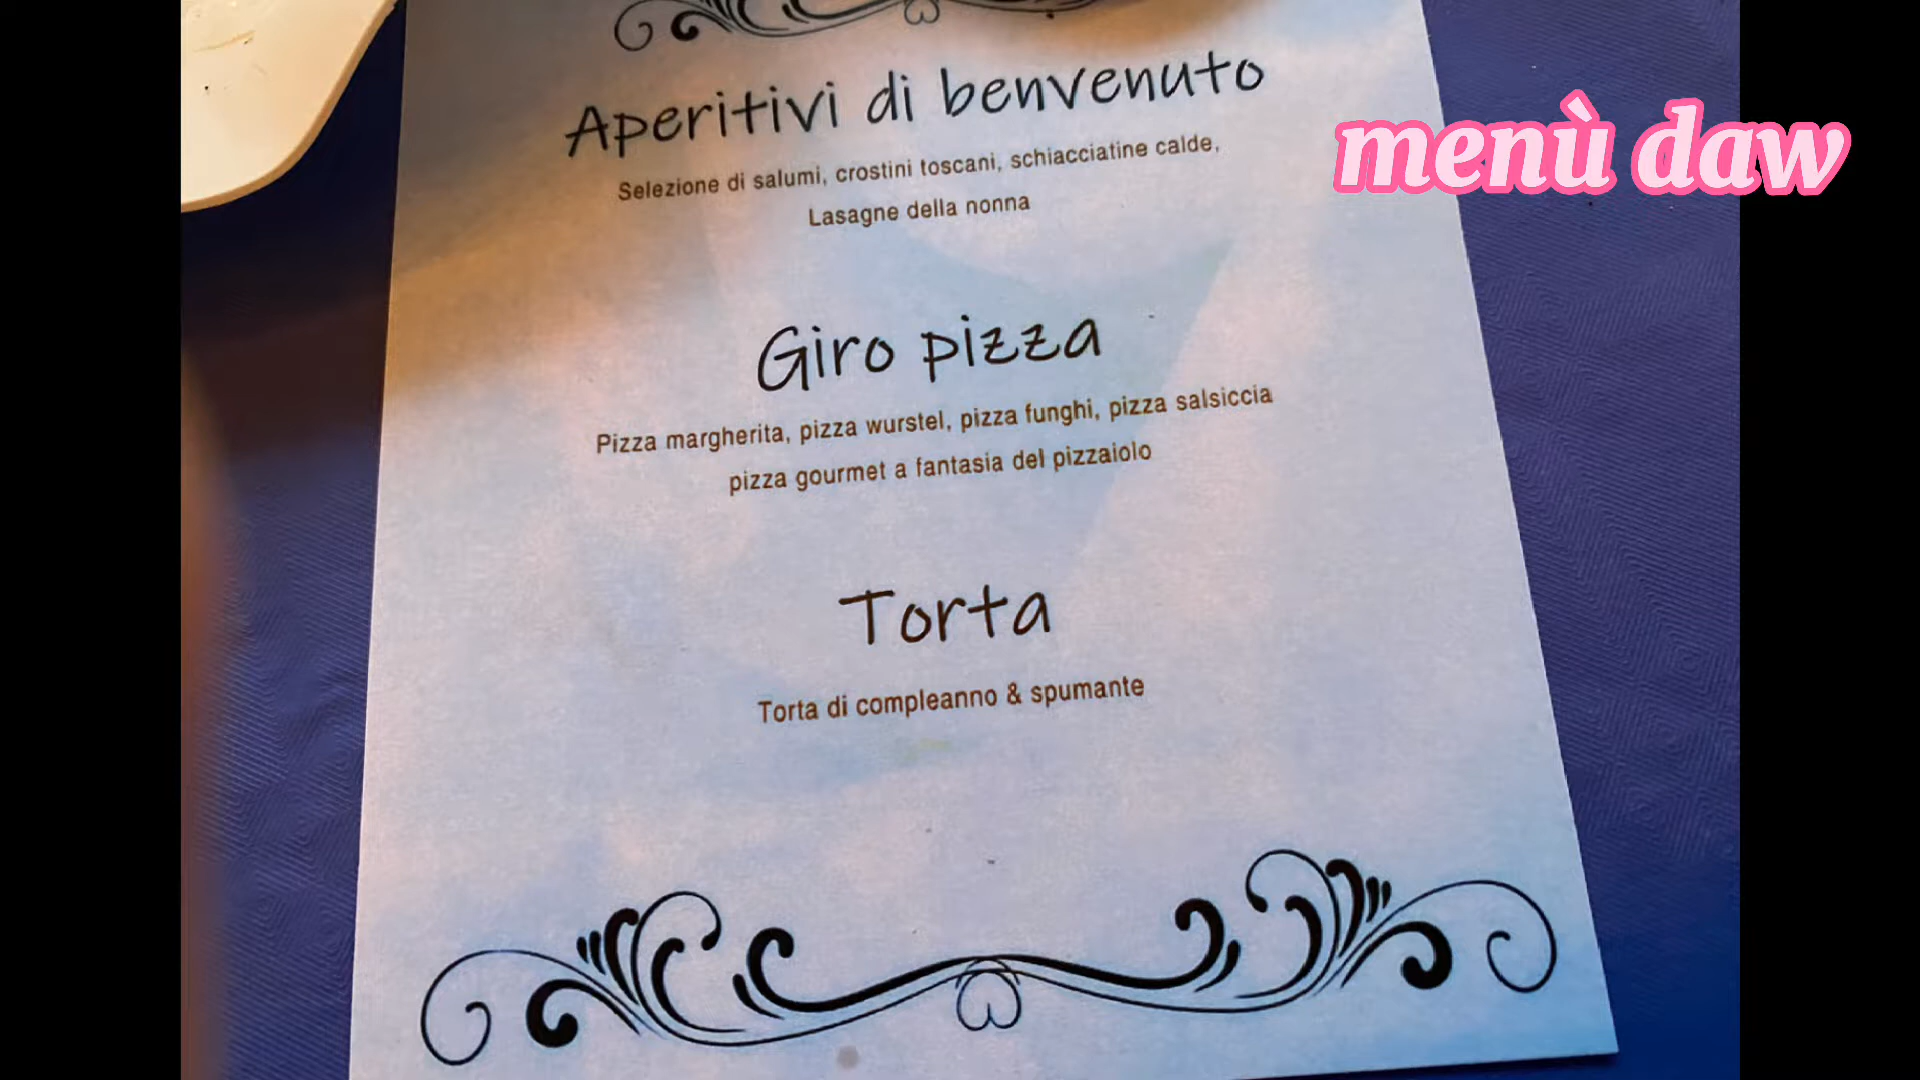 Aperitivi di benvenuto
menù daw
Selezione di salumi, crostini toscani, schiacciatine calde,
Lasagne della nonna
Giro pizza
Pizza margherita, pizza wurstel, pizza funghi, pizza salsiccia
pizza gourmet a fantasia del pizzaiolo
Torta
Torta di compleanno & spumante